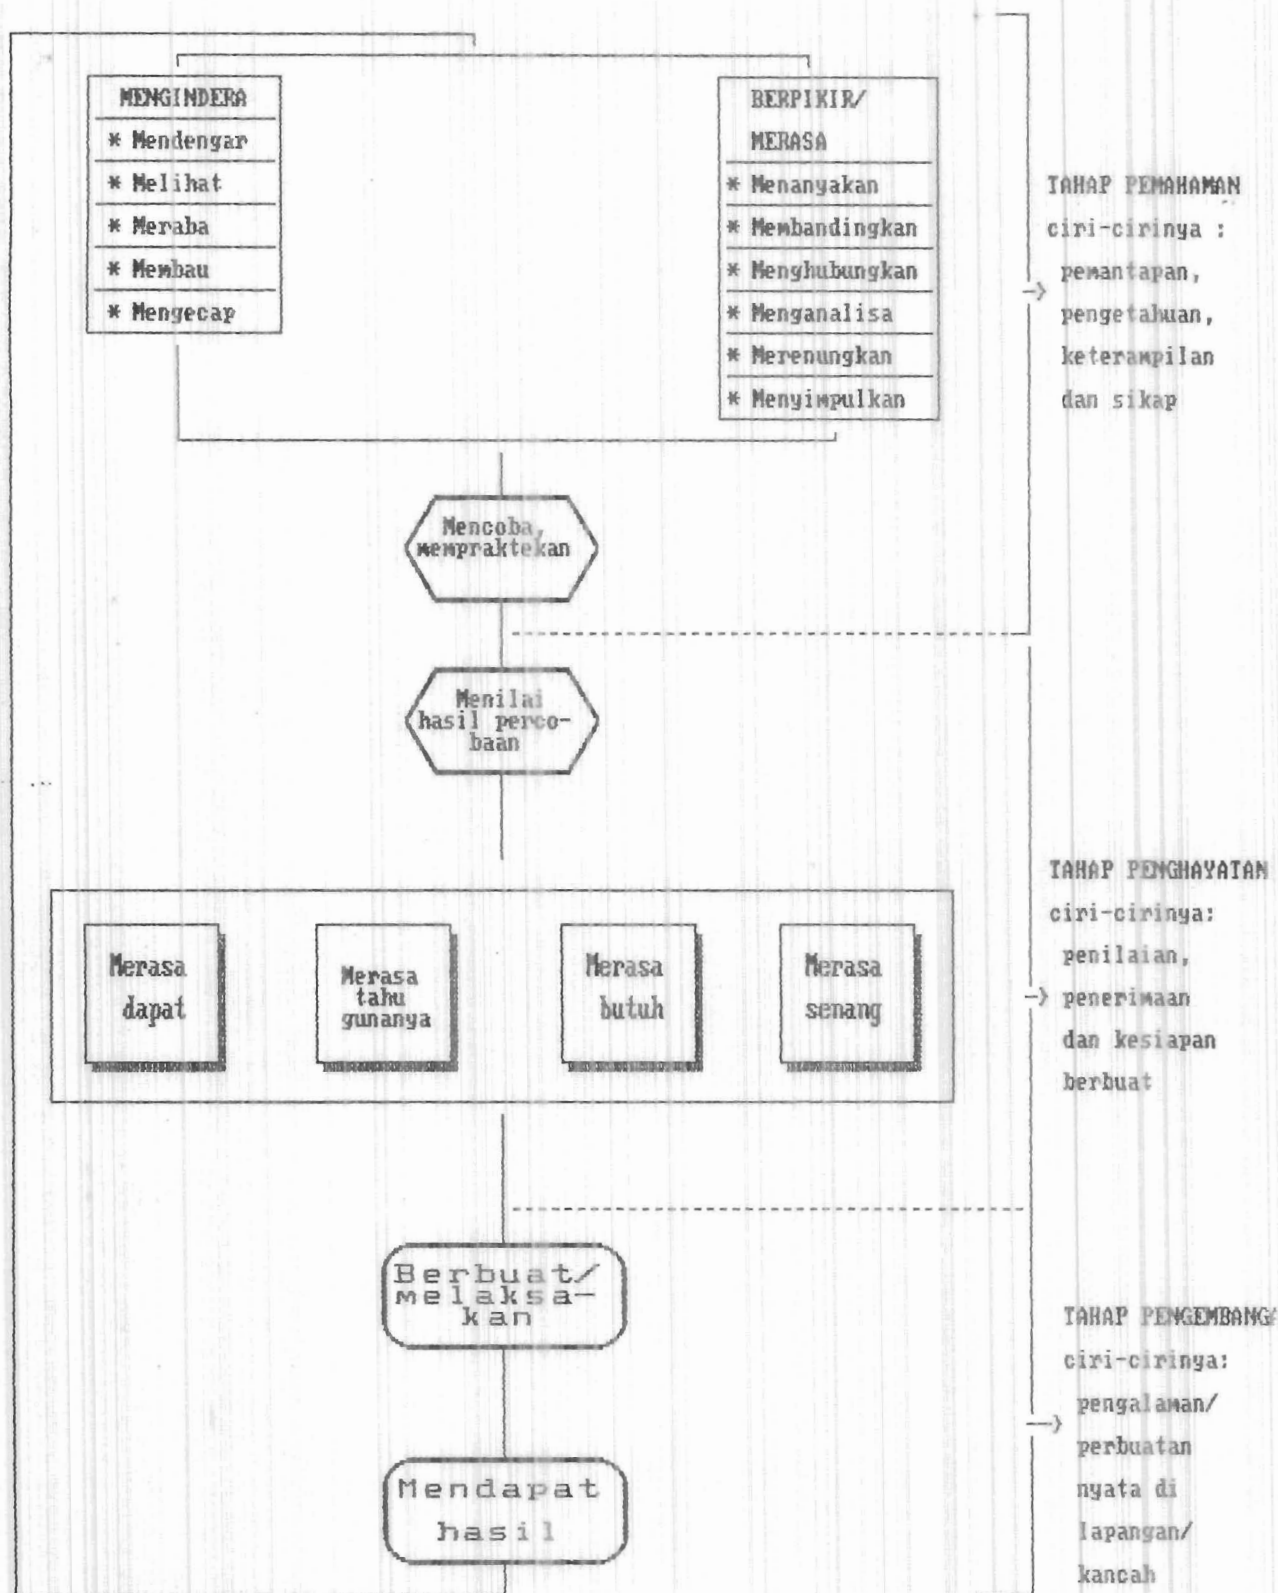 MENGINDERA
* Mendengar
* Melihat
* Meraba
* Membau
* Mengecap
BERPIKIR/
MERASA
* Menanyakan
* Membandingkan
* Menghubungkan
* Menganalisa
* Merenungkan
* Menyimpulkan
TAHAP PEMAHAMAN
ciri-cirinya :
pemantapan,
pengetahuan,
keterampilan
dan sikap
Mencoba,
mempraktekan
Menilai
hasil perco-
baan
Merasa
dapat
Merasa
tahu
gunanya
Merasa
butuh
Merasa
senang
TAHAP PENGHAYATAN
ciri-cirinya:
penilaian,
penerimaan
dan kesiapan
berbuat
Berbuat/
melaksa-
kan
Mendapat
hasil
TAHAP PENGEMBANGA
ciri-cirinya:
pengalaman/
perbuatan
nyata di
lapangan/
kancah